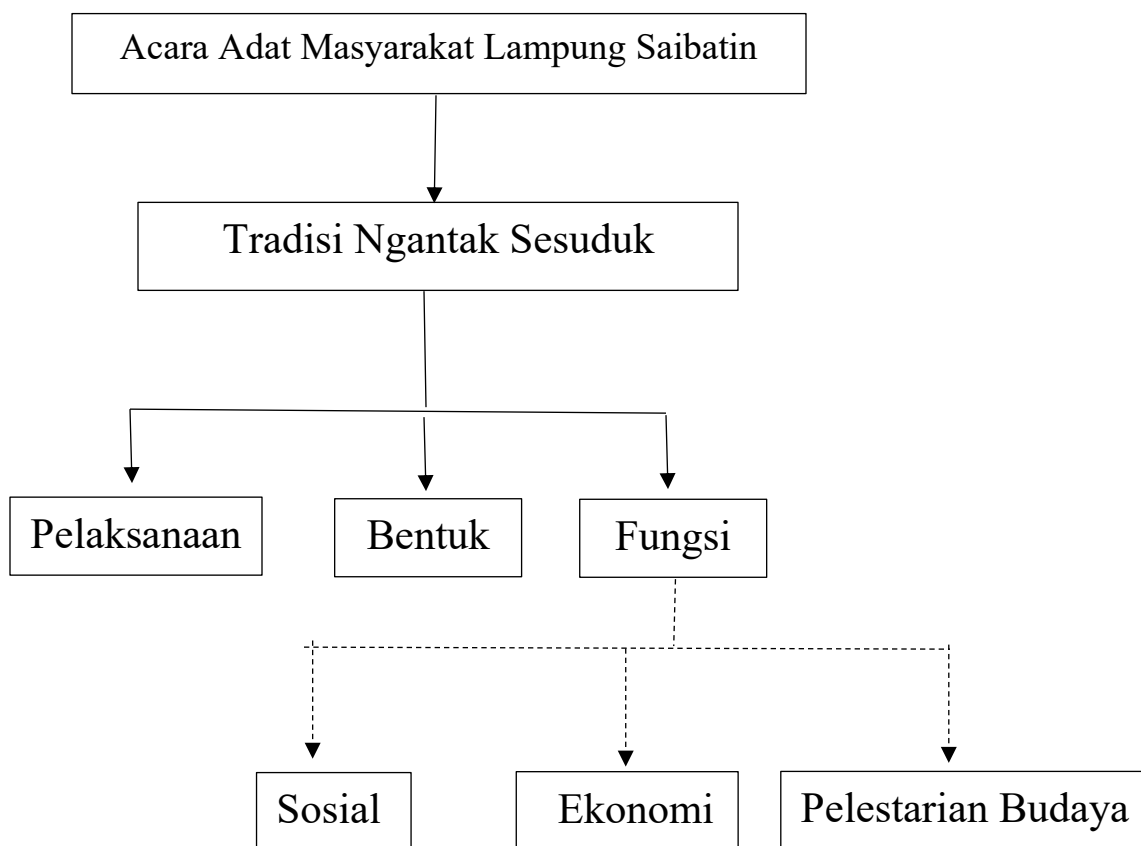 Acara Adat Masyarakat Lampung Saibatin
Tradisi Ngantak Sesuduk
Pelaksanaan
Bentuk
Fungsi
Sosial
Ekonomi
Pelestarian Budaya